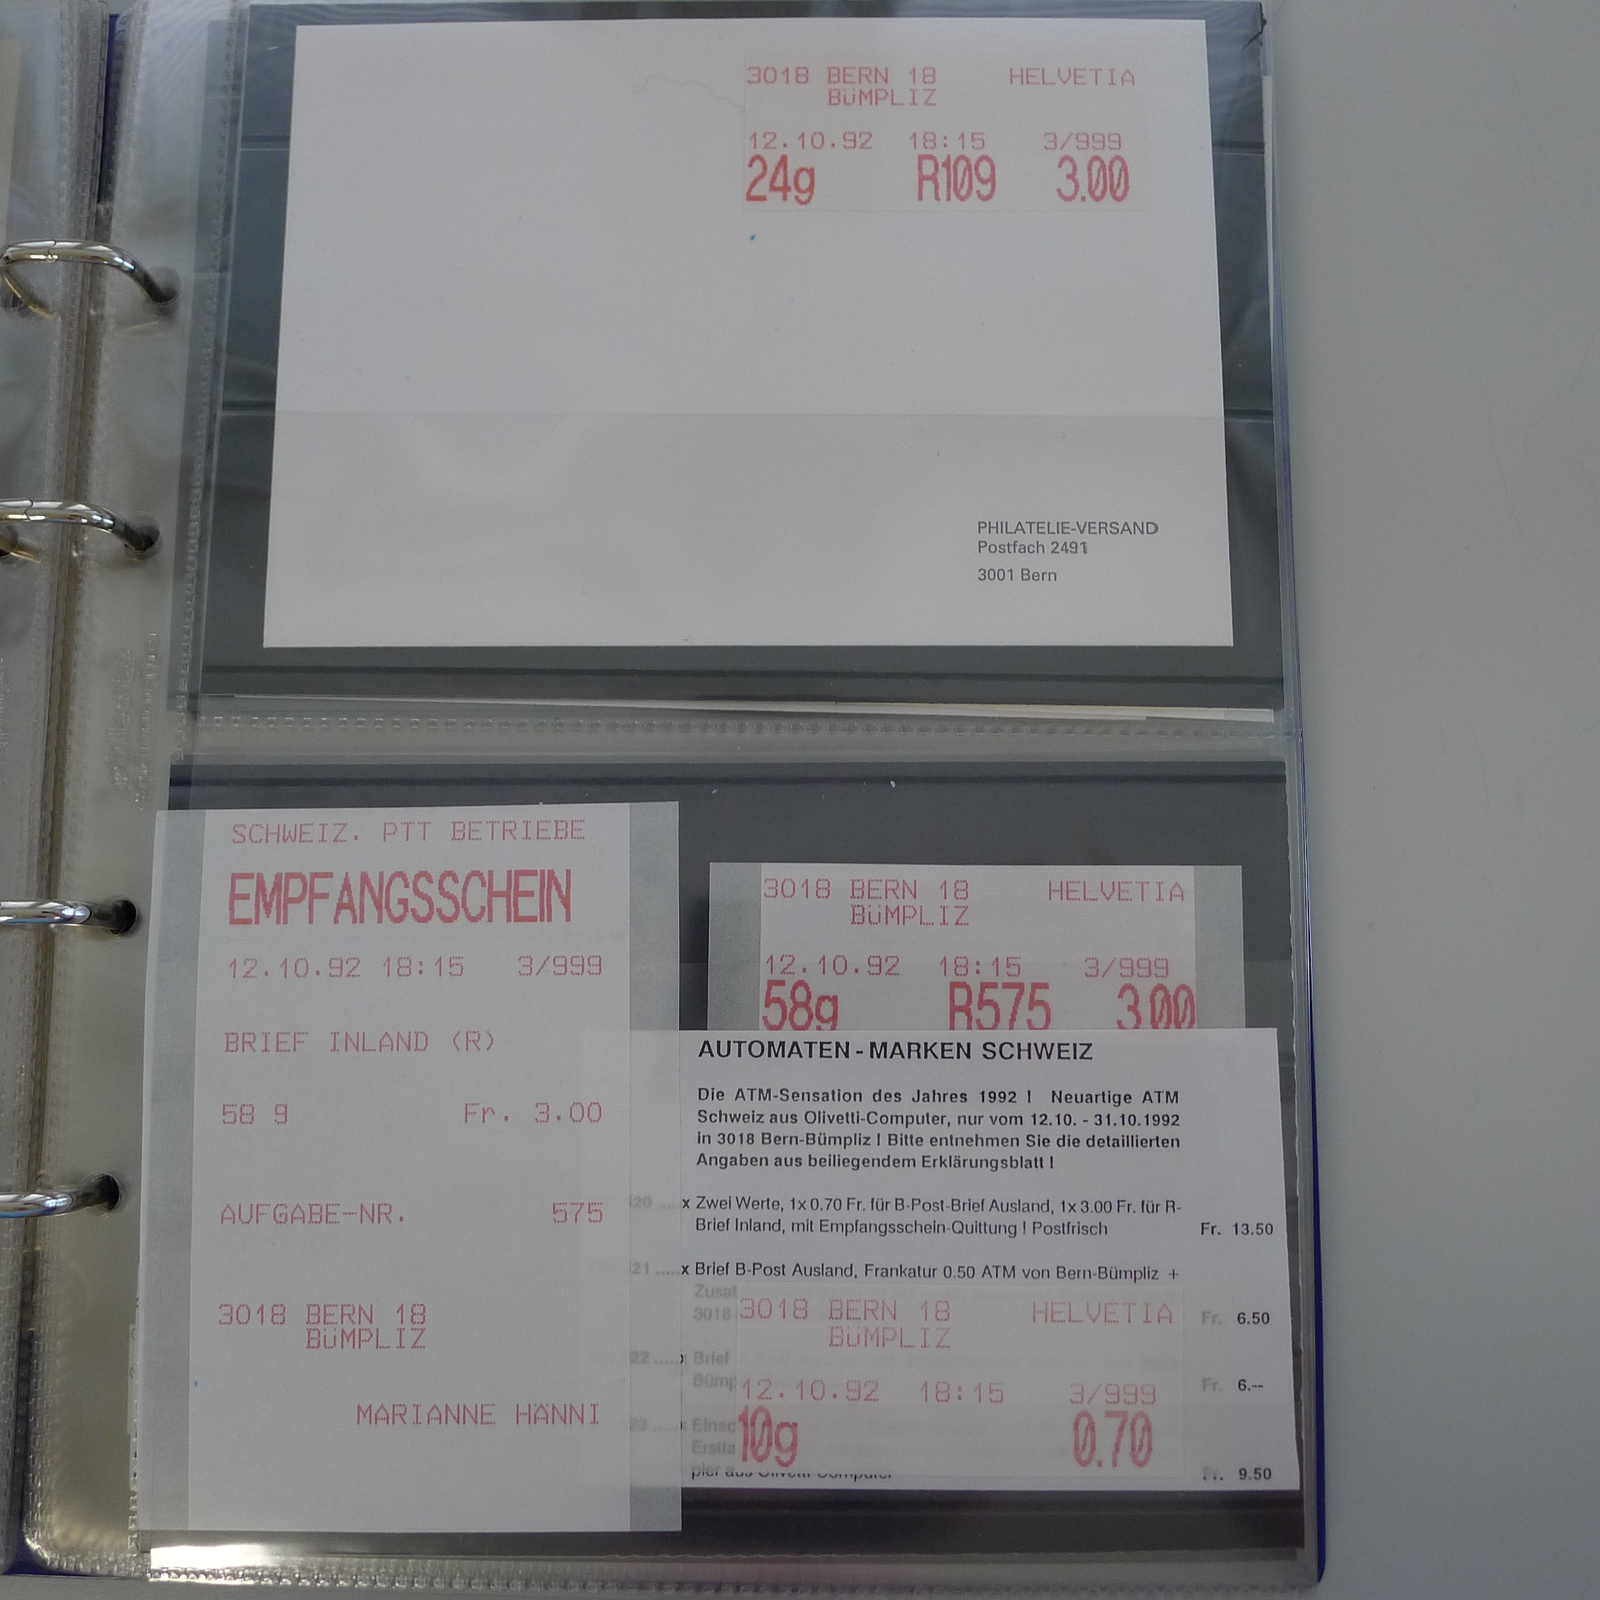 3018 BERN 18 HELVETIA
BÜMPLIZ
12.10.92 18:15 3/999
24g R109 3.00
PHILATELIE-VERSAND
Postfach 2491
3001 Bern
SCHWEIZ. PTT BETRIEBE
EMPFANGSSCHEIN
12.10.92 18:15 3/999
BRIEF INLAND (R)
58 g Fr. 3.00
AUFGABE-NR. 575
3018 BERN 18
BÜMPLIZ
MARIANNE HÄNNI
3018 BERN 18 HELVETIA
BÜMPLIZ
12.10.92 18:15 3/999
58g R575 3.00
AUTOMATEN-MARKEN SCHWEIZ
Die ATM-Sensation des Jahres 1992 ! Neuartige ATM
Schweiz aus Olivetti-Computer, nur vom 12.10. - 31.10.1992
in 3018 Bern-Bümpliz ! Bitte entnehmen Sie die detaillierten
Angaben aus beiliegendem Erklärungsblatt !
x Zwei Werte, 1x 0.70 Fr. für B-Post-Brief Ausland, 1x 3.00 Fr. für R-
Brief Inland, mit Empfangsschein-Quittung ! Postfrisch Fr. 13.50
x Brief B-Post Ausland, Frankatur 0.50 ATM von Bern-Bümpliz +
3018 Fr. 6.50
x Brief
Fr. 6.--
Fr. 9.50
3018 BERN 18 HELVETIA
BÜMPLIZ
12.10.92 18:15 3/999
10g 0.70